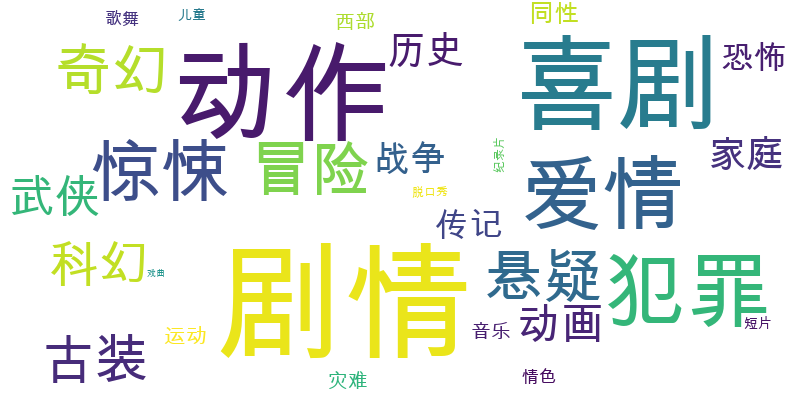 歌舞
儿童
西部
同性
奇幻
动作
历史
喜剧
恐怖
惊悚
冒险
战争
纪录片
爱情
家庭
武侠
脱口秀
传记
科幻
戏曲
剧情
悬疑
犯罪
古装
运动
音乐
动画
短片
灾难
情色